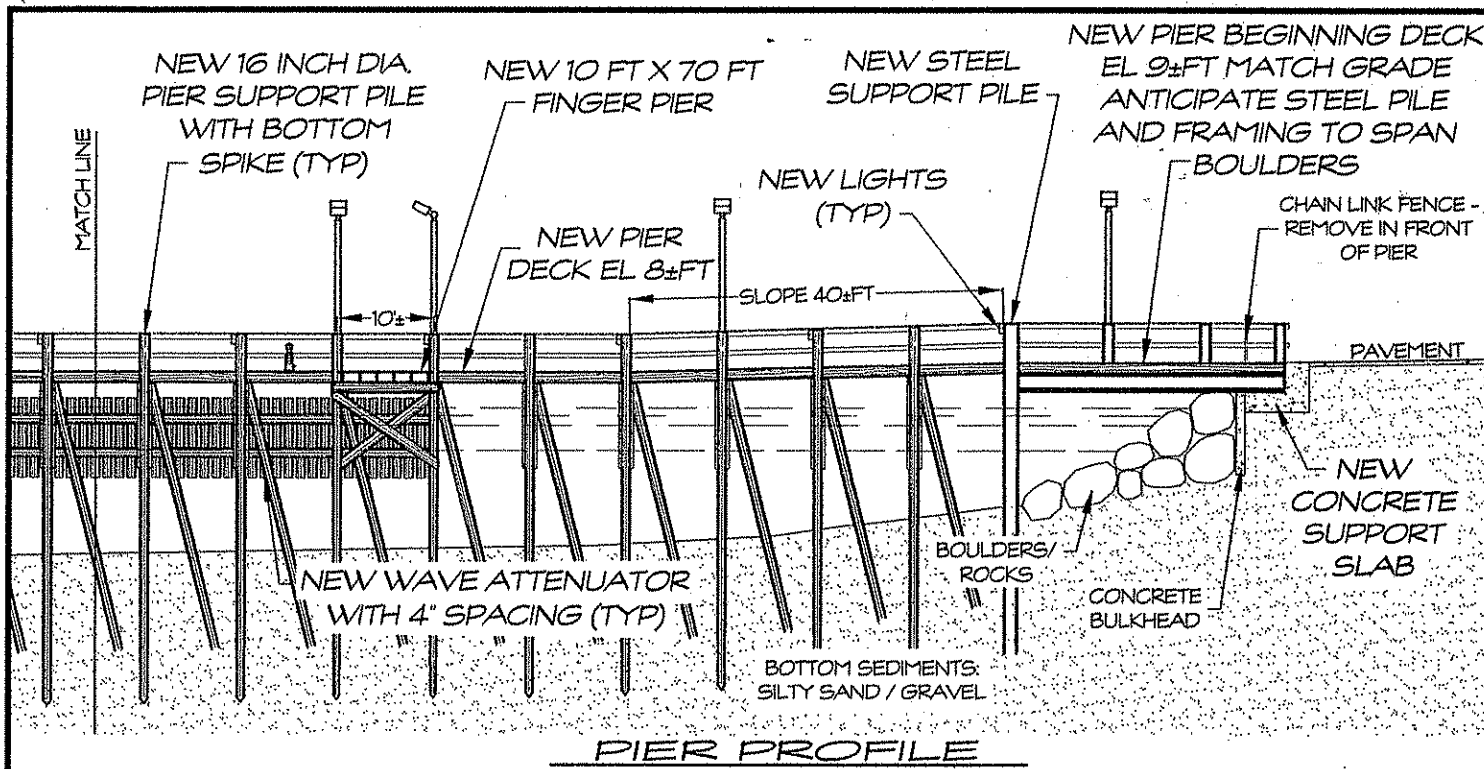 NEW 16 INCH DIA.
PIER SUPPORT PILE
WITH BOTTOM
SPIKE (TYP)
NEW 10 FT X 70 FT
FINGER PIER
NEW STEEL
SUPPORT PILE
NEW PIER BEGINNING DECK
EL 9±FT MATCH GRADE
ANTICIPATE STEEL PILE
AND FRAMING TO SPAN
BOULDERS
MATCH LINE
NEW LIGHTS
(TYP)
CHAIN LINK FENCE -
REMOVE IN FRONT
OF PIER
NEW PIER
DECK EL 8±FT
SLOPE 40±FT
10'±
PAVEMENT
NEW WAVE ATTENUATOR
WITH 4" SPACING (TYP)
BOULDERS/
ROCKS
CONCRETE
BULKHEAD
NEW
CONCRETE
SUPPORT
SLAB
BOTTOM SEDIMENTS:
SILTY SAND / GRAVEL
PIER PROFILE